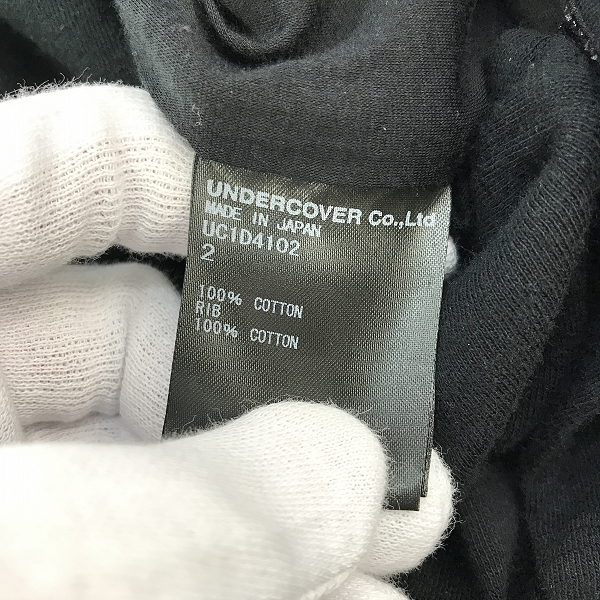 UNDERCOVER Co.,Ltd
MADE IN JAPAN
UC1D4102
2
100% COTTON
RIB
100% COTTON